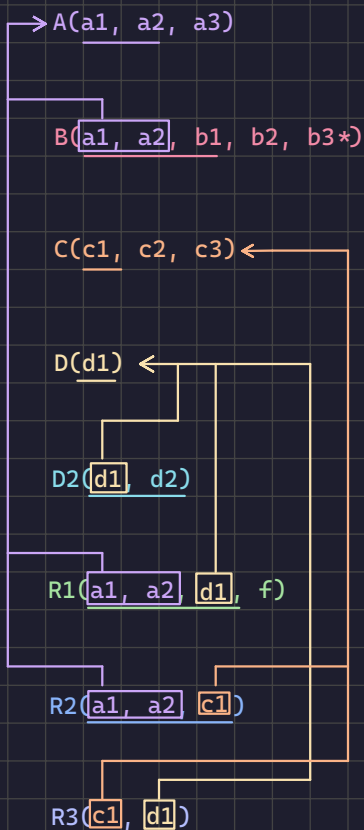 A(a1, a2, a3)
B(a1, a2, b1, b2, b3*)
C(c1, c2, c3)
D(d1)
D2(d1, d2)
R1(a1, a2, d1, f)
R2(a1, a2, c1)
R3(c1, d1)